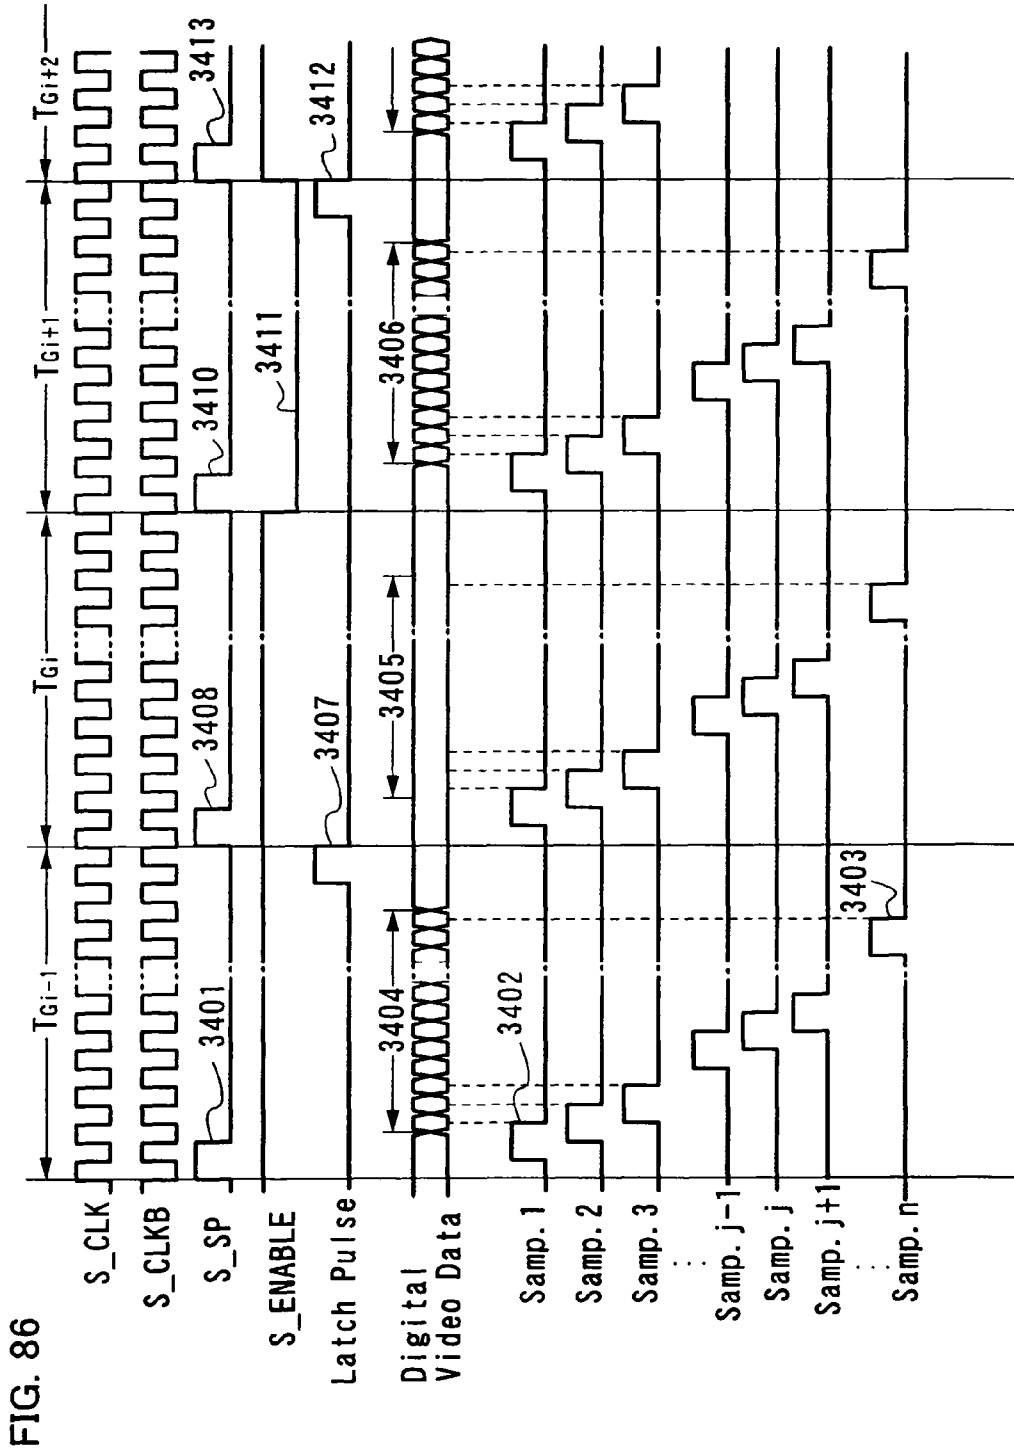 FIG. 86
TGi-1
TGi
TGi+1
TGi+2
S_CLK
S_CLKB
S_SP
3401
3408
3410
3413
S_ENABLE
3411
Latch Pulse
3407
3412
Digital
Video Data
3404
3405
3406
Samp. 1
3402
Samp. 2
Samp. 3
Samp. j-1
Samp. j
Samp. j+1
Samp. n
3403